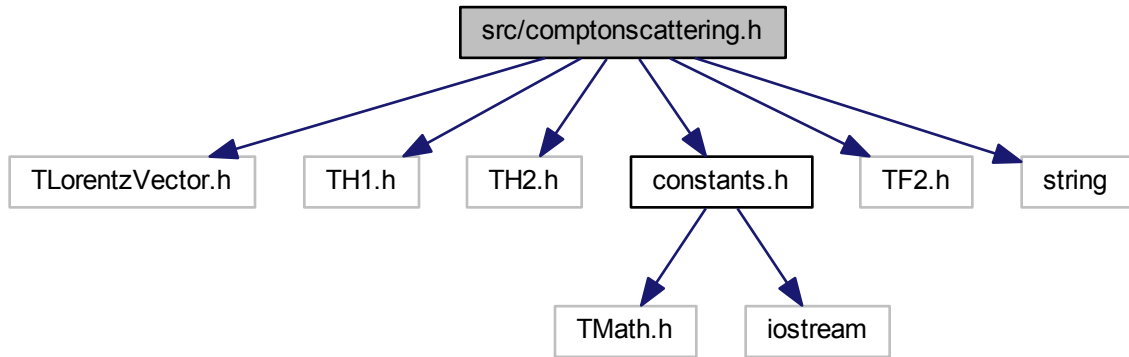 src/comptonscattering.h
TLorentzVector.h
TH1.h
TH2.h
constants.h
TF2.h
string
TMath.h
iostream